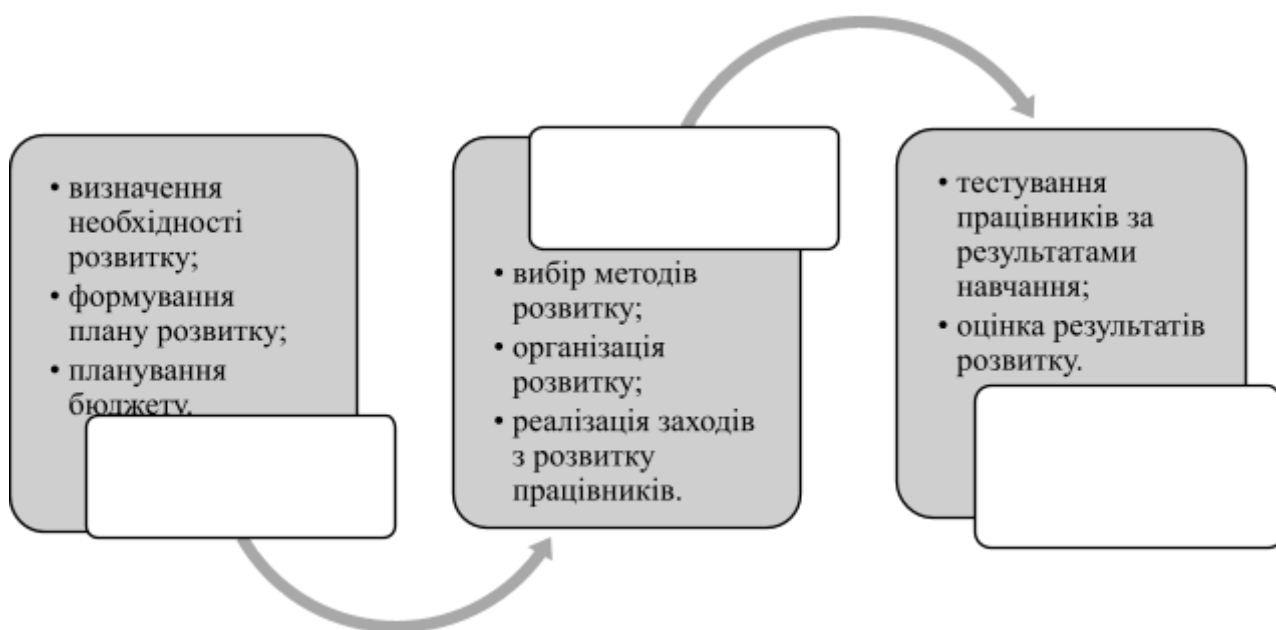 • визначення
необхідності
розвитку;
• формування
плану розвитку;
• планування
бюджету.
• вибір методів
розвитку;
• організація
розвитку;
• реалізація заходів
з розвитку
працівників.
• тестування
працівників за
результатами
навчання;
• оцінка результатів
розвитку.